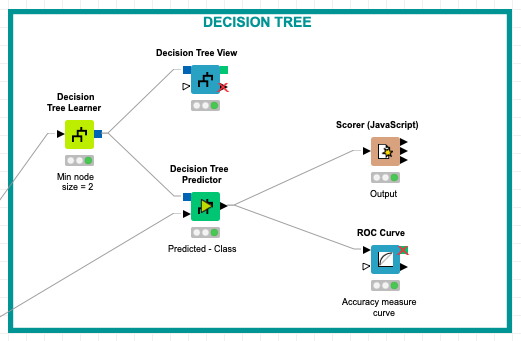 DECISION TREE
Decision Tree View
Decision
Tree Learner
Min node
size = 2
Decision Tree
Predictor
Predicted - Class
Scorer (JavaScript)
Output
ROC Curve
Accuracy measure
curve